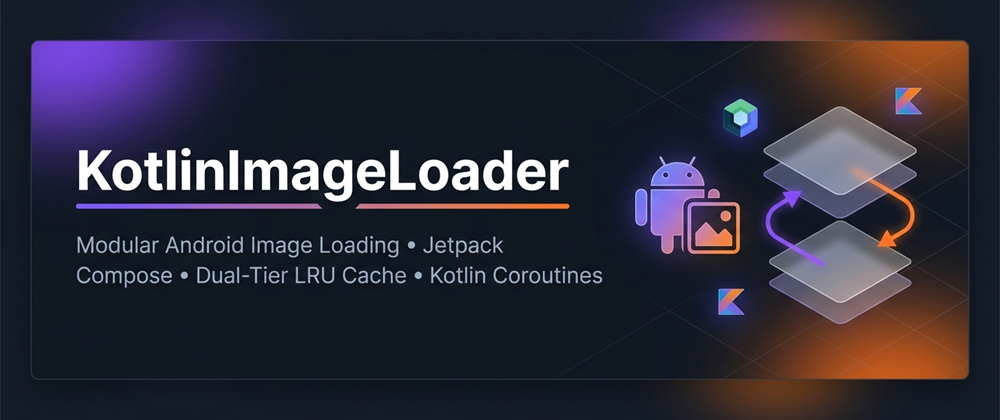 KotlinImageLoader
Modular Android Image Loading • Jetpack
Compose • Dual-Tier LRU Cache • Kotlin Coroutines